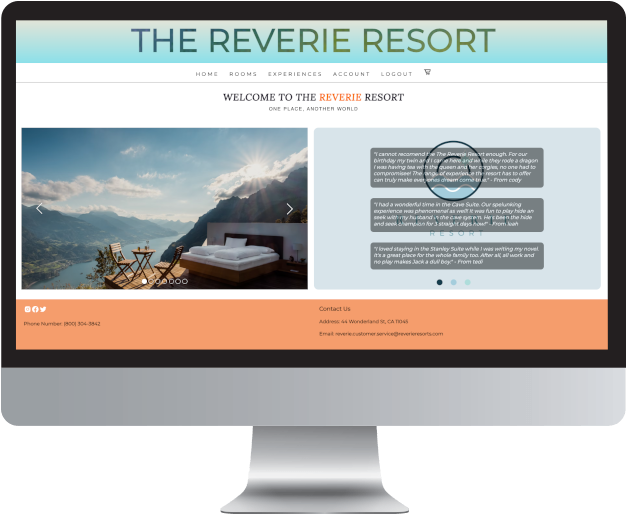 THE REVERIE RESORT
HOME ROOMS EXPERIENCES ACCOUNT LOGOUT
WELCOME TO THE REVERIE RESORT
ONE PLACE, ANOTHER WORLD
"I cannot recomend the The Reverie Resort enough. For our
birthday my twin and I came here and while they rode a dragon
I was having tea with the queen and her corgies, no one had to
compromise! The range of experience the resort has to offer
can truly make everyones dream come true." - From cody
"I had a wonderful time in the Cave Suite. Our spelunking
experience was phenomenal as well! It was fun to play hide an
seek with my husband in the cave system. He's been the hide
and seek champion for 3 straight days now!" - From leah
RESORT
"I loved staying in the Stanley Suite while I was writing my novel
It's a great place for the whole family too. After all, all work and
no play makes Jack a dull boy." - From tedi
Phone Number: (800) 304-3842
Contact Us
Address: 44 Wonderland St, CA 11045
Email: reverie.customer.service@reverieresorts.com